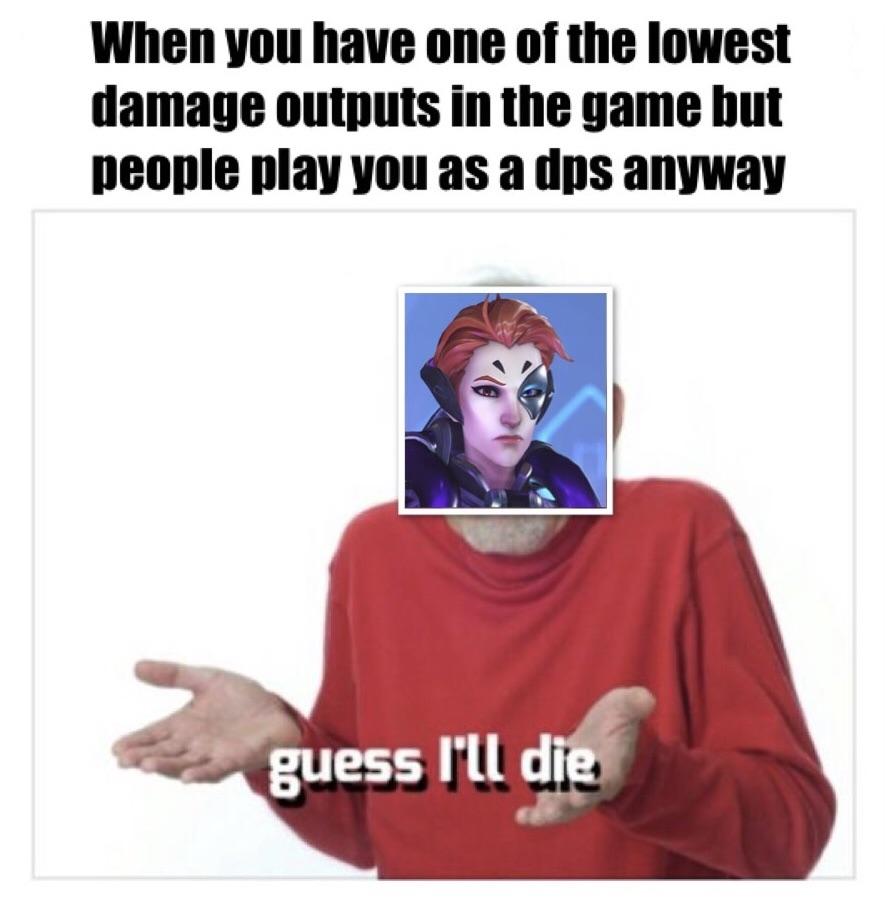 When you have one of the lowest
damage outputs in the game but
people play you as a dps anyway
guess I'll die